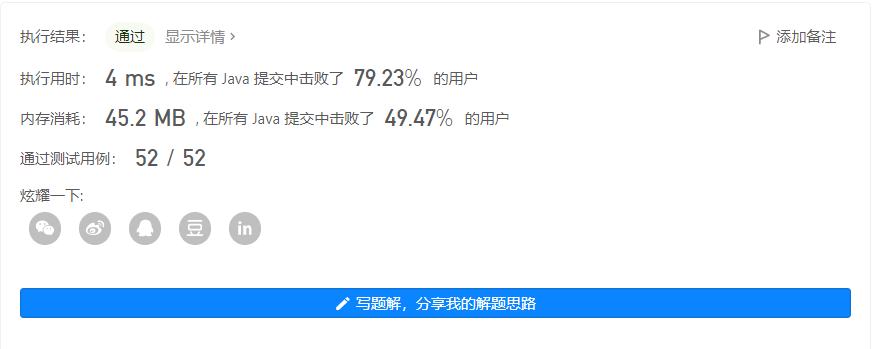 执行结果： 通过 显示详情 > 添加备注
执行用时： 4 ms , 在所有 Java 提交中击败了 79.23% 的用户
内存消耗： 45.2 MB , 在所有 Java 提交中击败了 49.47% 的用户
通过测试用例： 52 / 52
炫耀一下:
豆 in
写题解，分享我的解题思路